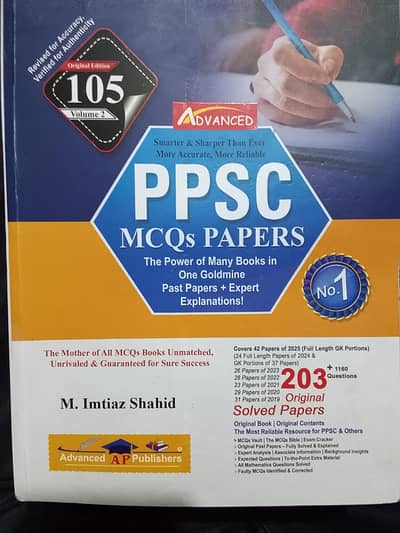 Revised for Accuracy,
Verified for Authenticity
Original Edition
105
Volume 2
ADVANCED
Smarter & Sharper Than Ever
More Accurate, More Reliable
PPSC
MCQs PAPERS
The Power of Many Books in
One Goldmine
Past Papers + Expert
Explanations!
No.1
The Mother of All MCQs Books Unmatched,
Unrivaled & Guaranteed for Sure Success
M. Imtiaz Shahid
Advanced AP Publishers
Covers 42 Papers of 2025 (Full Length GK Portions)
(24 Full Length Papers of 2024 &
GK Portions of 37 Papers)
26 Papers of 2023
28 Papers of 2022
23 Papers of 2021
29 Papers of 2020
31 Papers of 2019
203 + 1160 Questions
Original
Solved Papers
Original Book | Original Contents
The Most Reliable Resource for PPSC & Others
MCQs Vault | The MCQs Bible | Exam Cracker
Original Past Papers – Fully Solved & Explained
Expert Analysis | Associate Information | Background Insights
Expected Questions | To-the-Point Extra Material
All Mathematics Questions Solved
Faulty MCQs Identified & Corrected